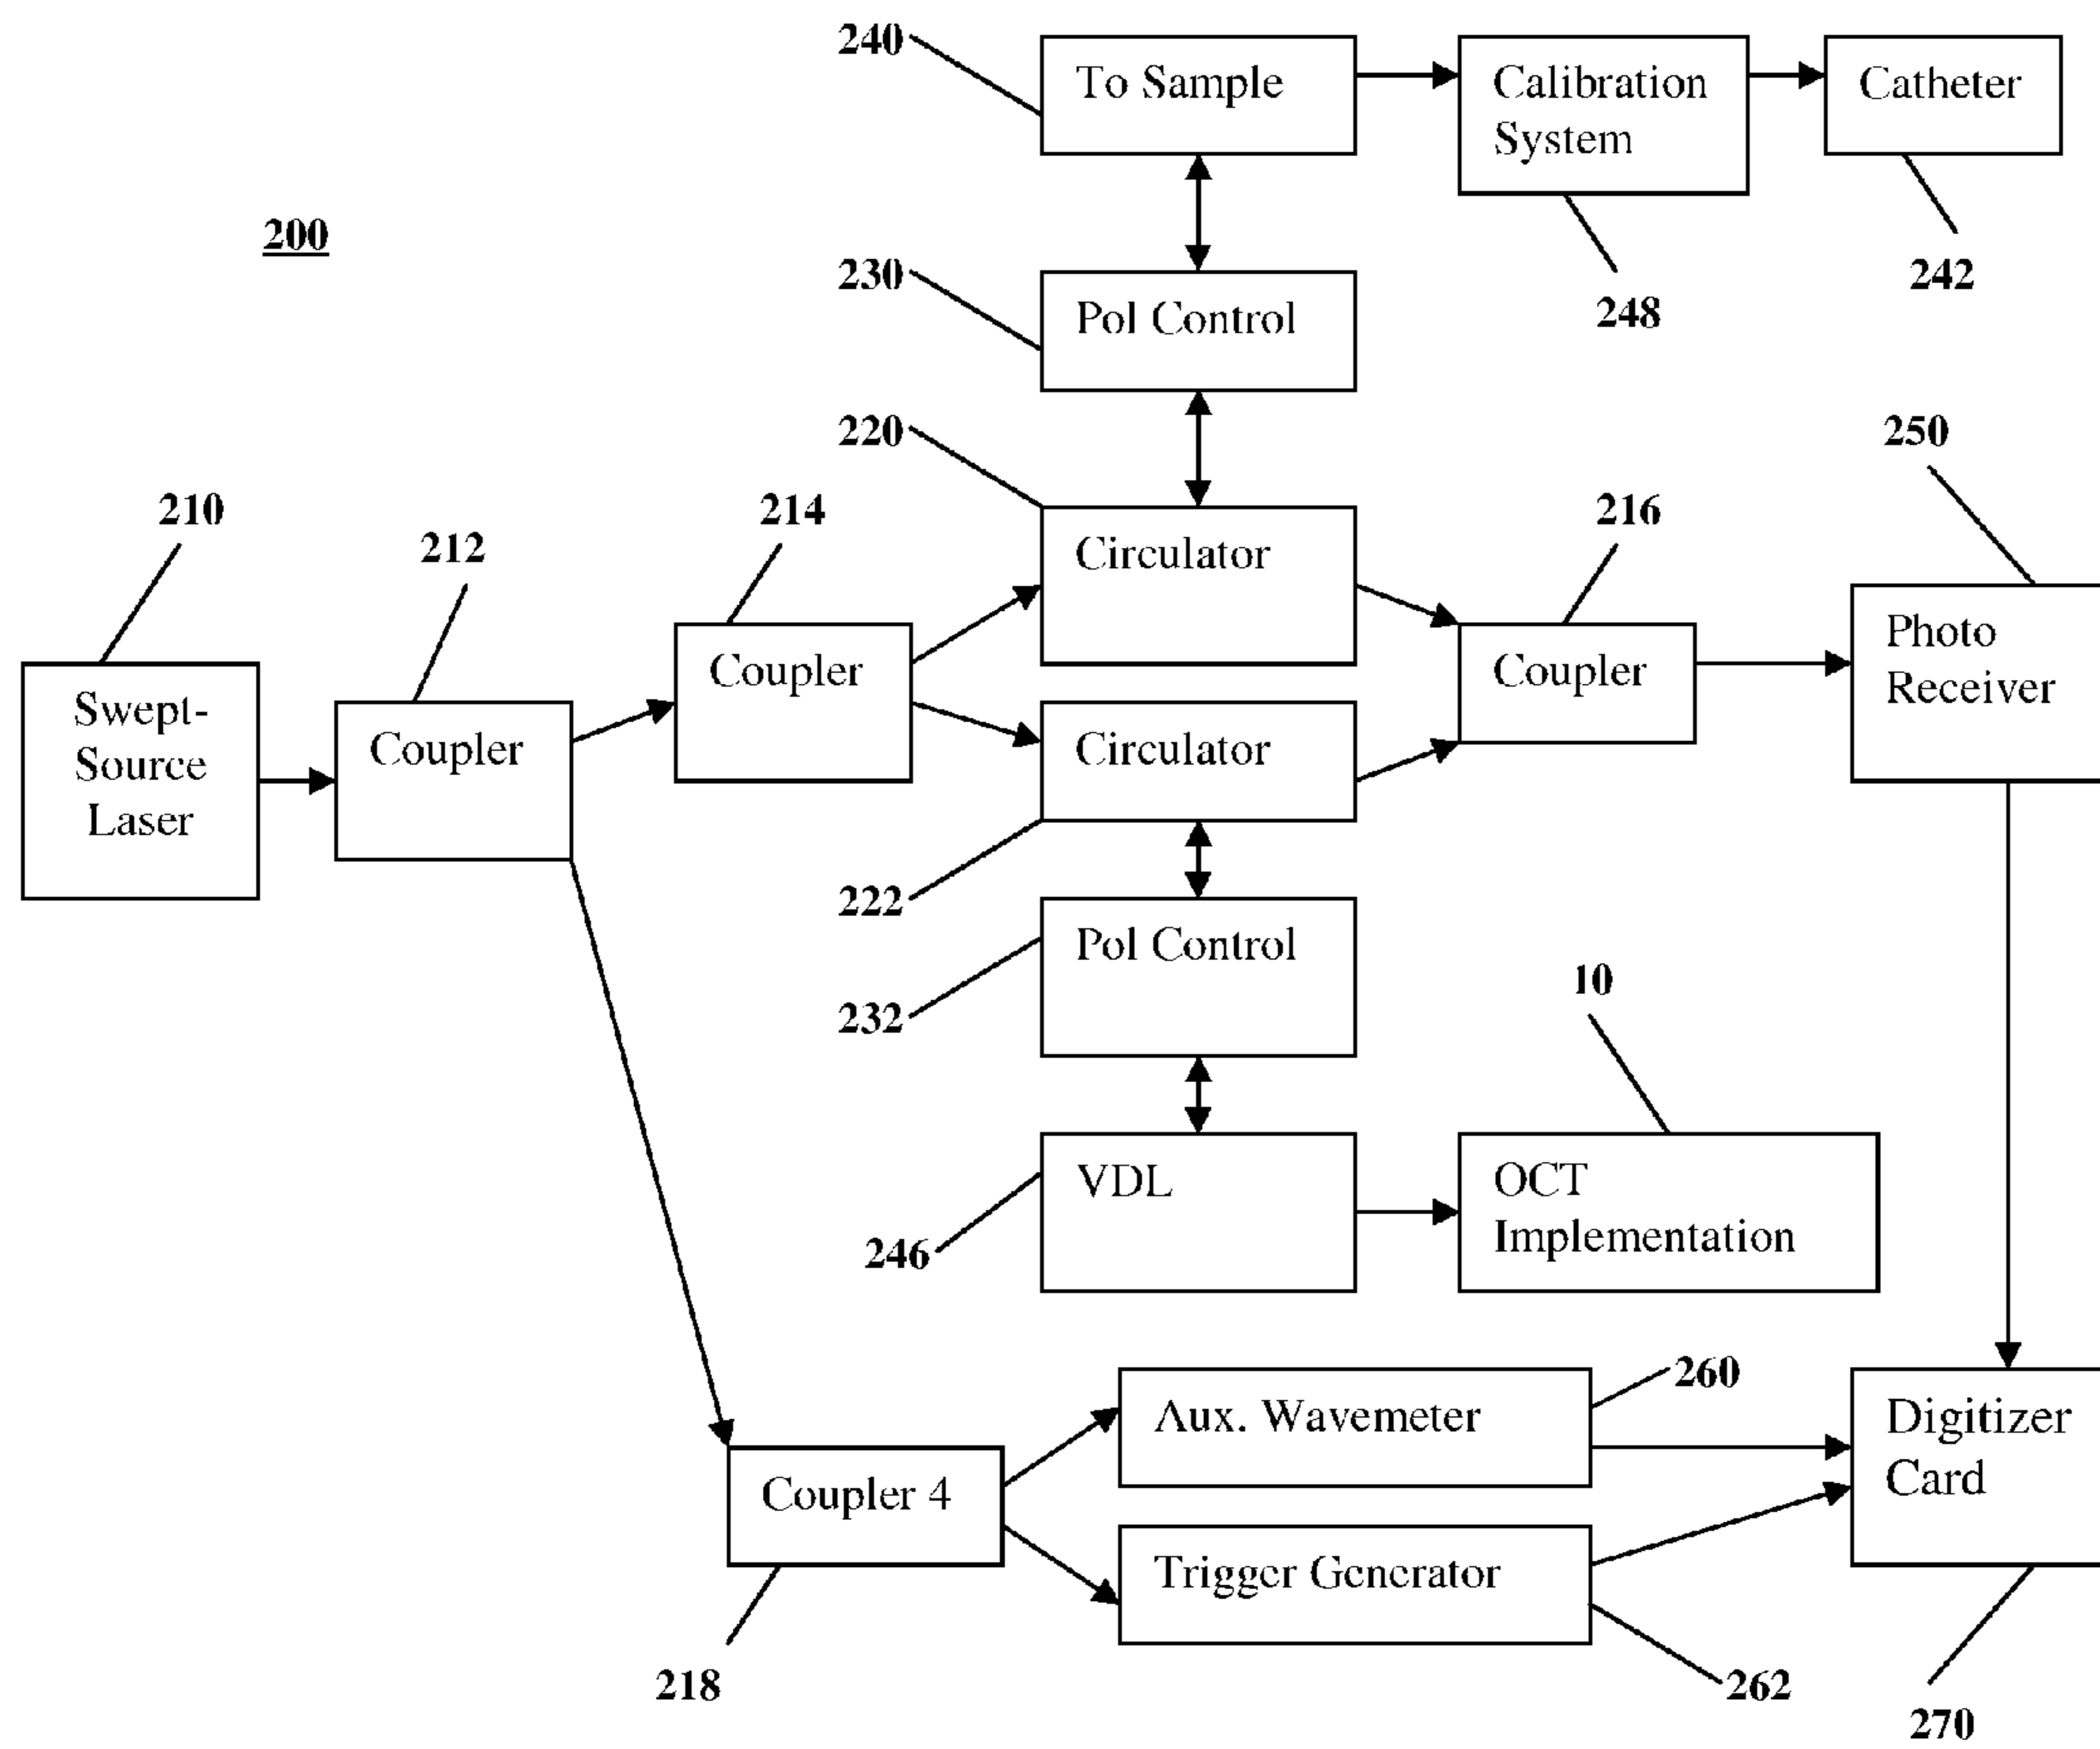 240
To Sample
Calibration
System
Catheter
200
230
Pol Control
248
242
220
250
210
212
214
Circulator
216
Swept-
Source
Laser
Coupler
Coupler
Coupler
Photo
Receiver
Circulator
222
Pol Control
232
10
VDL
OCT
Implementation
246
260
Aux. Wavemeter
Digitizer
Card
Coupler 4
Trigger Generator
218
262
270